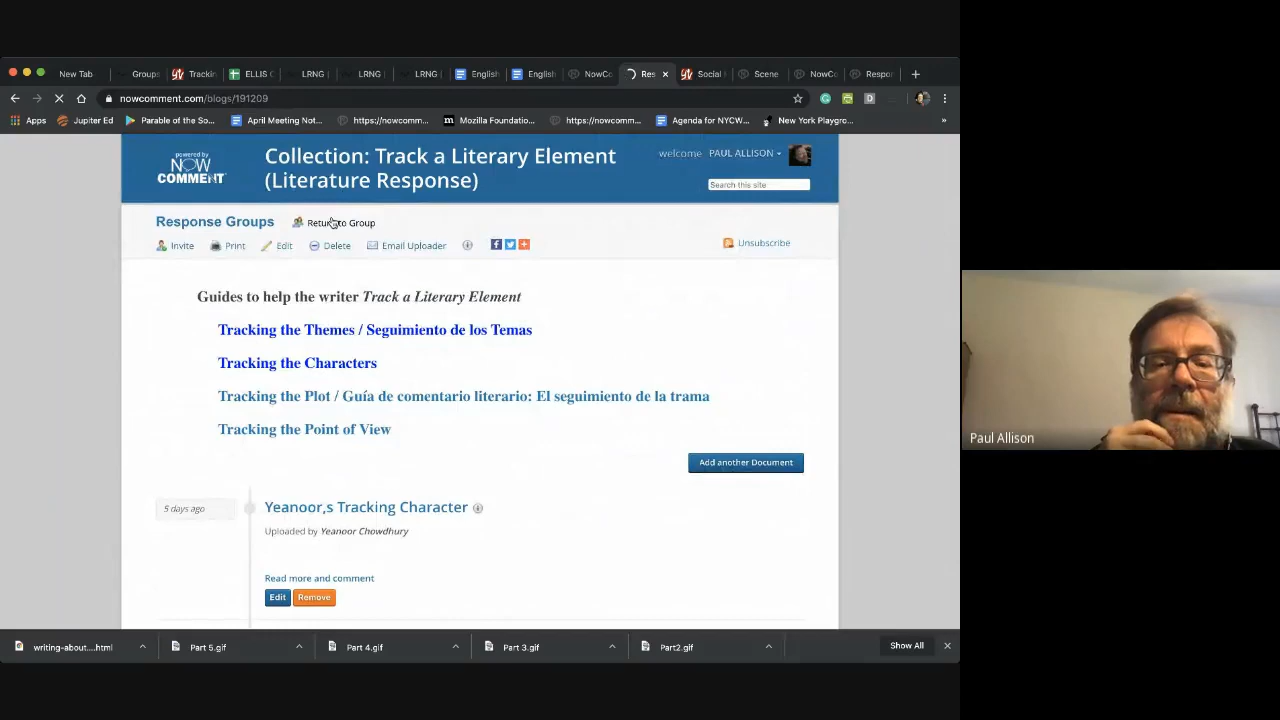 New Tab
Groups
Trackin
ELLIS
LRNG
LRNG
LRNG
English
English
NowCo
Res
Social
Scene
NowCo
Respor
nowcomment.com/blogs/191209
Apps
Jupiter Ed
Parable of the So...
April Meeting Not...
https://nowcomm...
Mozilla Foundatio...
https://nowcomm...
Agenda for NYCW...
New York Playgro...
»
powered by
NOW
COMMENT
Collection: Track a Literary Element
(Literature Response)
welcome PAUL ALLISON
Search this site
Response Groups
Return to Group
Invite
Print
Edit
Delete
Email Uploader
Unsubscribe
Guides to help the writer Track a Literary Element
Tracking the Themes / Seguimiento de los Temas
Tracking the Characters
Tracking the Plot / Guía de comentario literario: El seguimiento de la trama
Tracking the Point of View
Add another Document
5 days ago
Yeanoor,s Tracking Character
Uploaded by Yeanoor Chowdhury
Read more and comment
Edit
Remove
writing-about....html
Part 5.gif
Part 4.gif
Part 3.gif
Part2.gif
Show All
Paul Allison